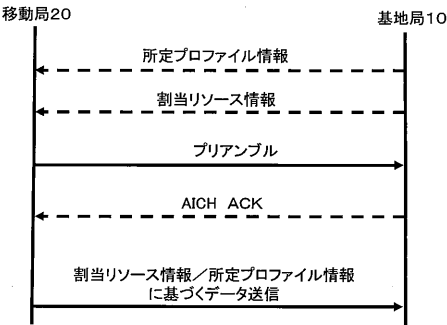 移動局20
基地局10
所定プロファイル情報
割当リソース情報
プリアンブル
AICH ACK
割当リソース情報／所定プロファイル情報
に基づくデータ送信